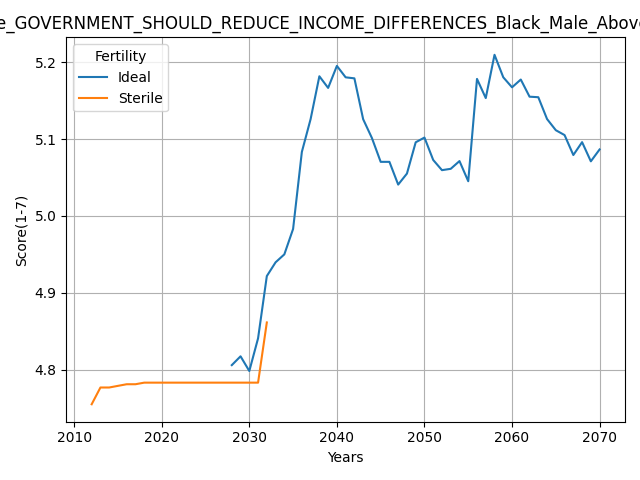 e_GOVERNMENT_SHOULD_REDUCE_INCOME_DIFFERENCES_Black_Male_Above
Fertility
Ideal
Sterile
5.2
5.1
5.0
4.9
4.8
Score(1-7)
2010 2020 2030 2040 2050 2060 2070
Years